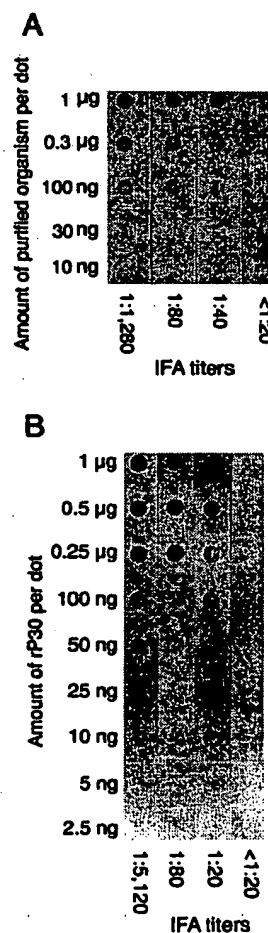 A
Amount of purified organism per dot
1 µg
0.3 µg
100 ng
30 ng
10 ng
1:1,280
1:80
1:40
<1:20
IFA titers
B
Amount of rP30 per dot
1 µg
0.5 µg
0.25 µg
100 ng
50 ng
25 ng
10 ng
5 ng
2.5 ng
1:5,120
1:80
1:20
<1:20
IFA titers